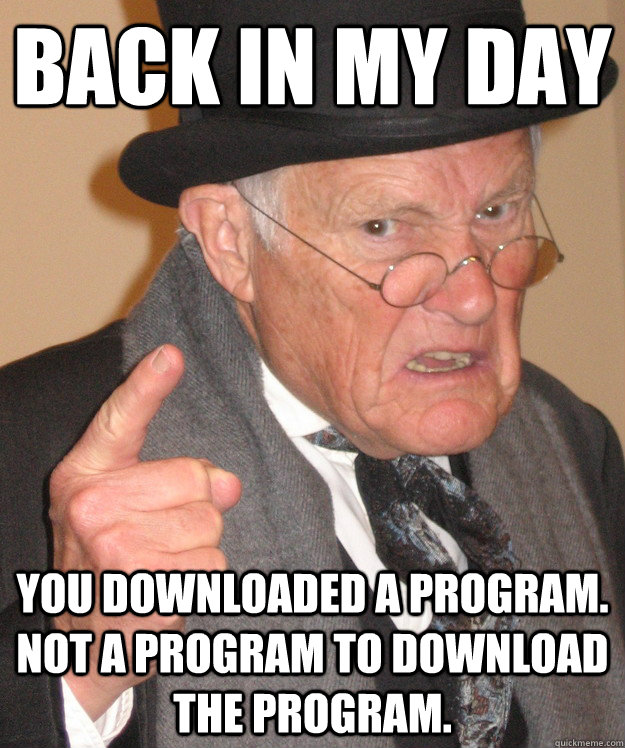 BACK IN MY DAY
YOU DOWNLOADED A PROGRAM.
NOT A PROGRAM TO DOWNLOAD
THE PROGRAM.
quickmeme.com